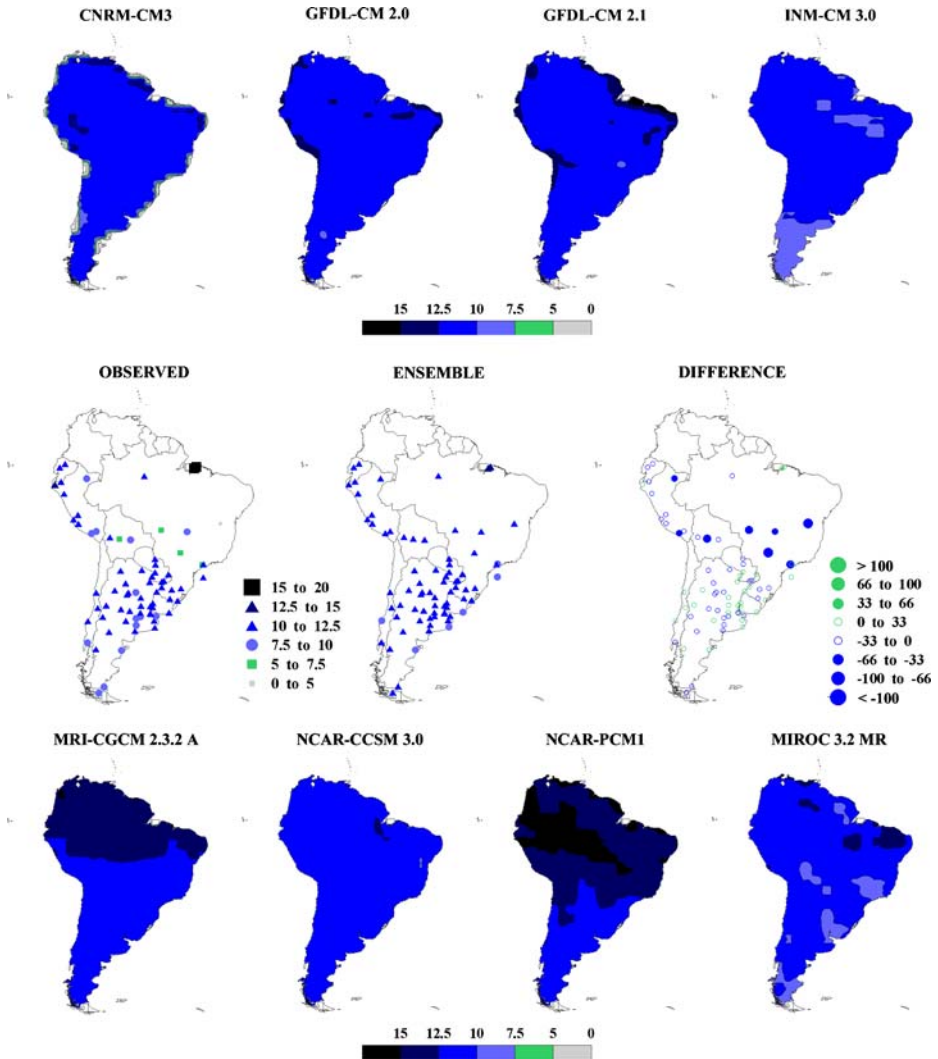 CNRM-CM3 GFDL-CM 2.0 GFDL-CM 2.1 INM-CM 3.0
15 12.5 10 7.5 5 0
OBSERVED ENSEMBLE DIFFERENCE
15 to 20
12.5 to 15
10 to 12.5
7.5 to 10
5 to 7.5
0 to 5
> 100
66 to 100
33 to 66
0 to 33
-33 to 0
-66 to -33
-100 to -66
< -100
MRI-CGCM 2.3.2 A NCAR-CCSM 3.0 NCAR-PCM1 MIROC 3.2 MR
15 12.5 10 7.5 5 0